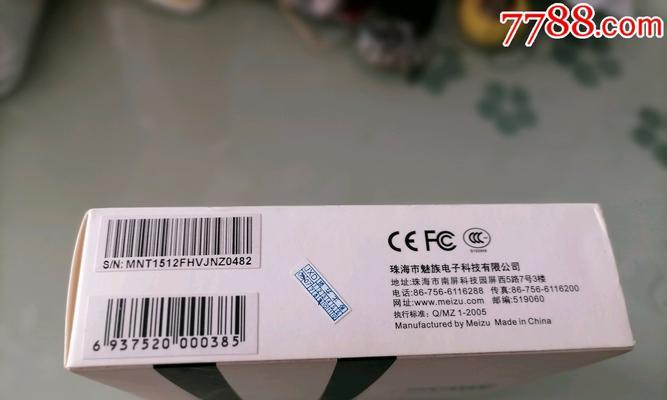 7788.com
S/N: MNT1512FHVJNZ0482
6 937520 000385
CE FC CCC
珠海市魅族电子科技有限公司
地址:珠海市南屏科技园屏西5路7号3楼
电话:86-756-6116288 传真:86-756-6116200
网址:www.meizu.com 邮编:519060
执行标准: Q/MZ 1-2005
Manufactured by Meizu Made in China